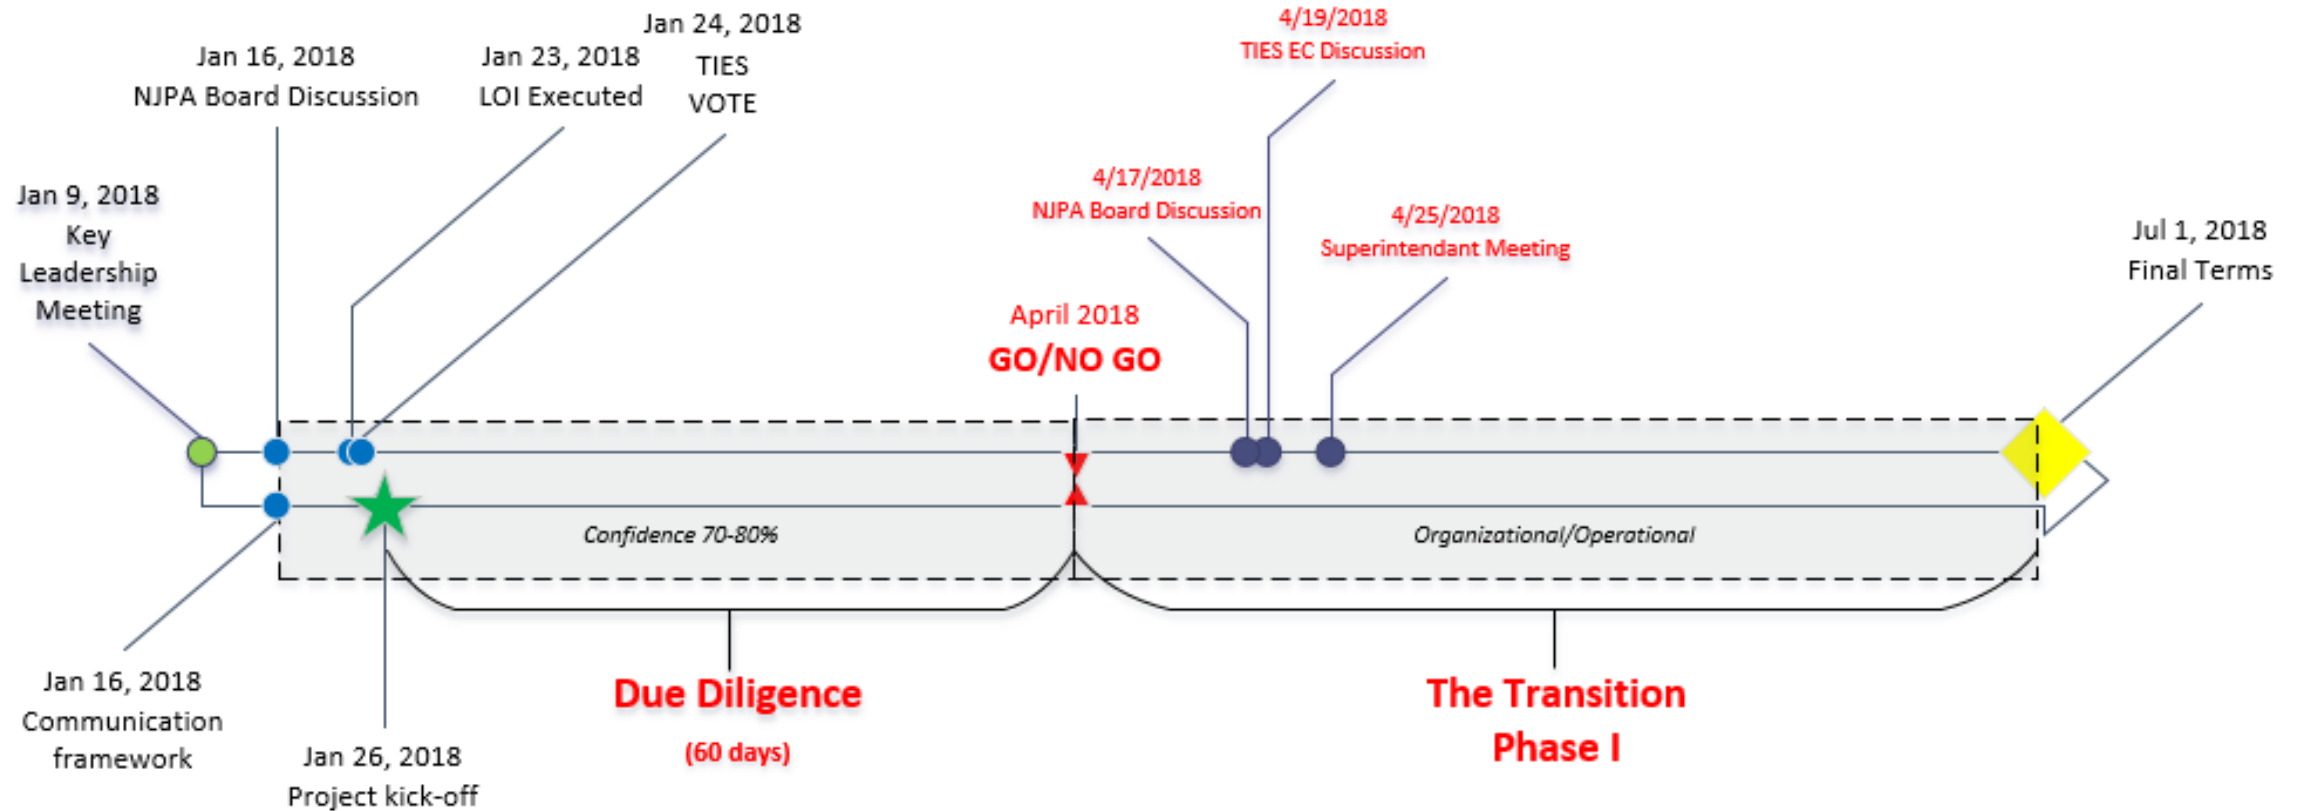 Jan 9, 2018
Key
Leadership
Meeting
Jan 16, 2018
NJPA Board Discussion
Jan 23, 2018
LOI Executed
Jan 24, 2018
TIES
VOTE
April 2018
GO/NO GO
4/17/2018
NJPA Board Discussion
4/19/2018
TIES EC Discussion
4/25/2018
Superintendant Meeting
Jul 1, 2018
Final Terms
Confidence 70-80%
Organizational/Operational
Jan 16, 2018
Communication
framework
Jan 26, 2018
Project kick-off
Due Diligence
(60 days)
The Transition
Phase I